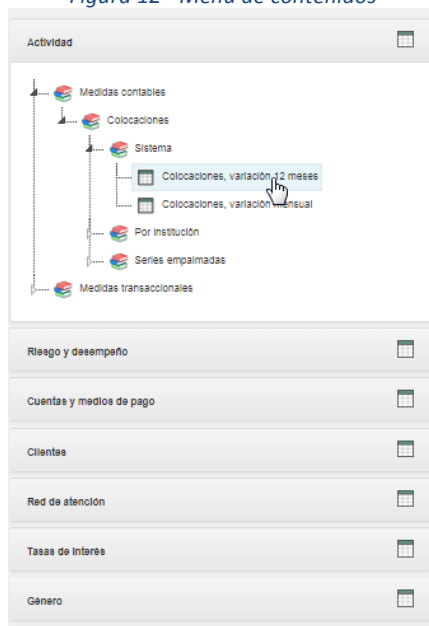 Figura 12 - Menú de contenidos
Actividad
Medidas contables
Colocaciones
Sistema
Colocaciones, variación 12 meses
Colocaciones, variación mensual
Por Institución
Series empalmadas
Medidas transaccionales
Riesgo y desempeño
Cuentas y medios de pago
Clientes
Red de atención
Tasas de Interés
Género